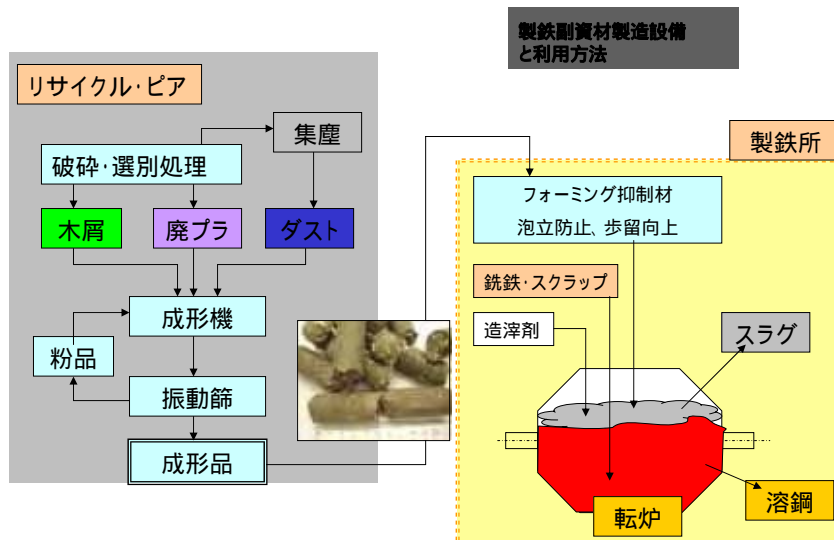 製鉄副資材製造設備
と利用方法
リサイクル・ピア
集塵
破砕・選別処理
木屑
廃プラ
ダスト
成形機
粉品
振動篩
成形品
製鉄所
フォーミング抑制材
泡立防止、歩留向上
銑鉄・スクラップ
造滓剤
スラグ
溶鋼
転炉